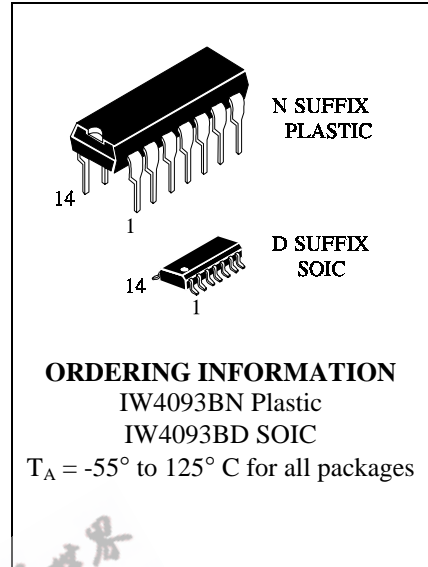 N SUFFIX
PLASTIC
14
1
D SUFFIX
SOIC
14
1
ORDERING INFORMATION
IW4093BN Plastic
IW4093BD SOIC
T_A = -55° to 125° C for all packages